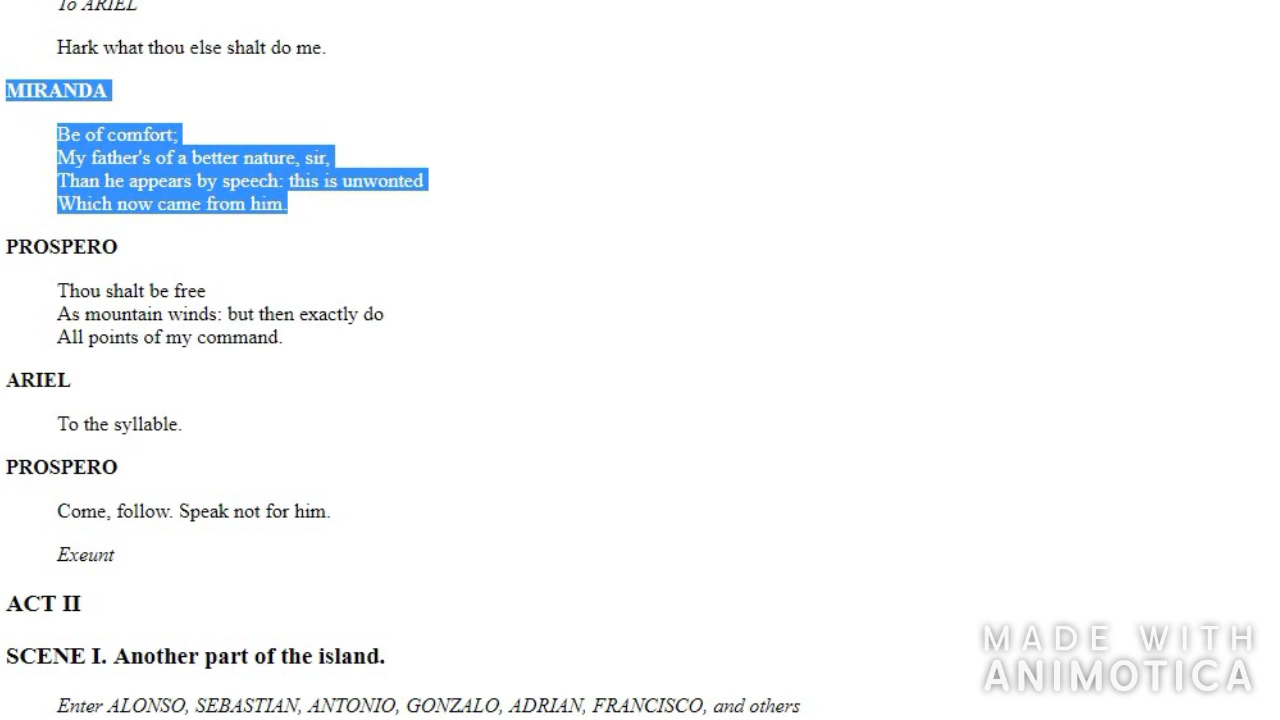 To ARIEL
Hark what thou else shalt do me.
MIRANDA
Be of comfort;
My father's of a better nature, sir,
Than he appears by speech: this is unwonted
Which now came from him.
PROSPERO
Thou shalt be free
As mountain winds: but then exactly do
All points of my command.
ARIEL
To the syllable.
PROSPERO
Come, follow. Speak not for him.
Exeunt
ACT II
SCENE I. Another part of the island.
Enter ALONSO, SEBASTIAN, ANTONIO, GONZALO, ADRIAN, FRANCISCO, and others
MADE WITH
ANIMOTICA